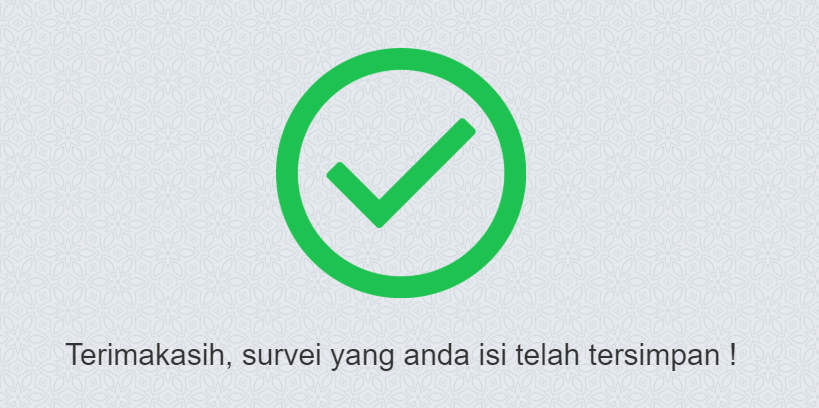 Terimakasih, survei yang anda isi telah tersimpan !